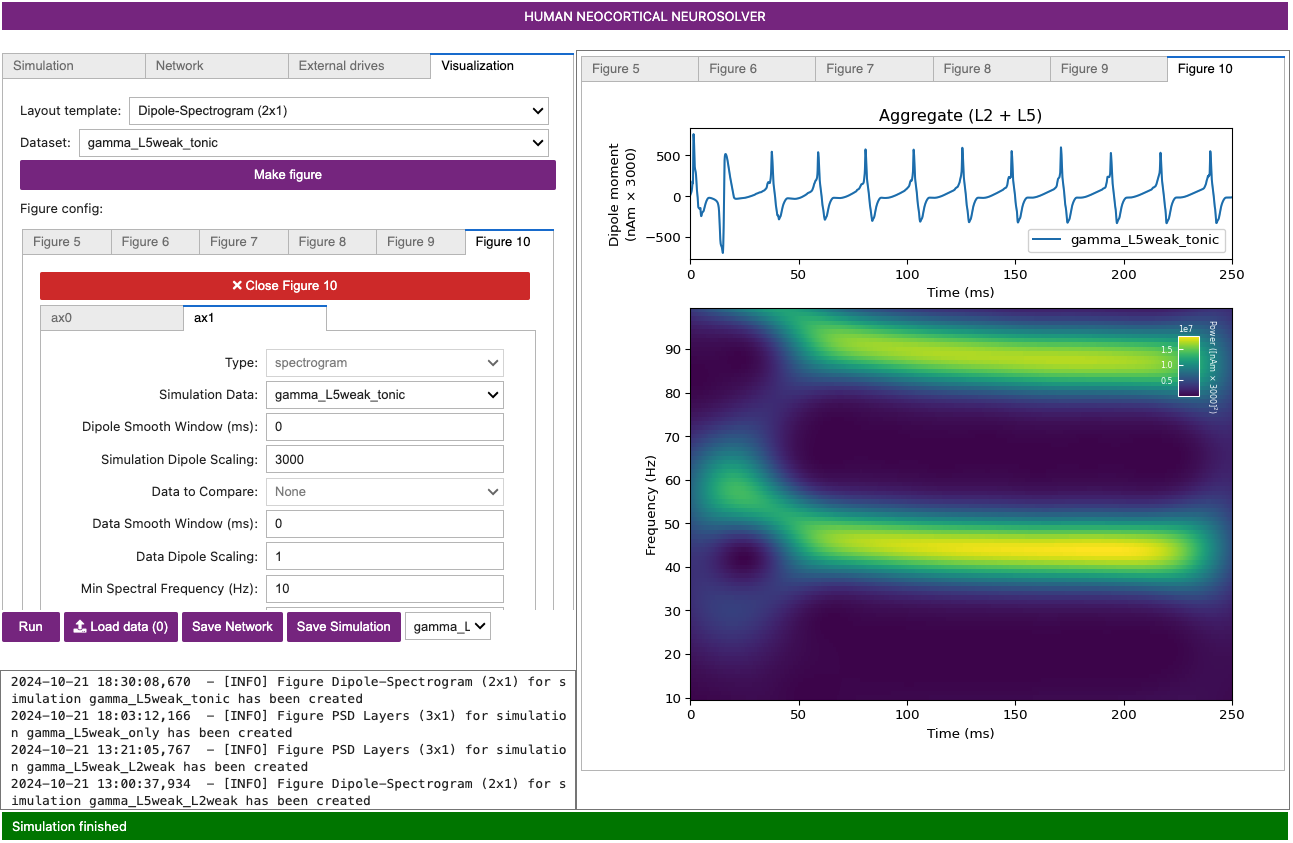 HUMAN NEOCORTICAL NEUROSOLVER
Simulation Network External drives Visualization
Layout template: Dipole-Spectrogram (2x1)
Dataset: gamma_L5weak_tonic
Make figure
Figure config:
Figure 5 Figure 6 Figure 7 Figure 8 Figure 9 Figure 10
Close Figure 10
ax0 ax1
Type: spectrogram
Simulation Data: gamma_L5weak_tonic
Dipole Smooth Window (ms): 0
Simulation Dipole Scaling: 3000
Data to Compare: None
Data Smooth Window (ms): 0
Data Dipole Scaling: 1
Min Spectral Frequency (Hz): 10
Run Load data (0) Save Network Save Simulation gamma_L
2024-10-21 18:30:08,670 - [INFO] Figure Dipole-Spectrogram (2x1) for s
imulation gamma_L5weak_tonic has been created
2024-10-21 18:03:12,166 - [INFO] Figure PSD Layers (3x1) for simulatio
n gamma_L5weak_only has been created
2024-10-21 13:21:05,767 - [INFO] Figure PSD Layers (3x1) for simulatio
n gamma_L5weak_L2weak has been created
2024-10-21 13:00:37,934 - [INFO] Figure Dipole-Spectrogram (2x1) for s
imulation gamma_L5weak_L2weak has been created
Simulation finished
Figure 5 Figure 6 Figure 7 Figure 8 Figure 9 Figure 10
Aggregate (L2 + L5)
Dipole moment
(nAm × 3000)
500
0
−500
gamma_L5weak_tonic
0 50 100 150 200 250
Time (ms)
Frequency (Hz)
90
80
70
60
50
40
30
20
10
1e7
1.5
1.0
0.5
Power ([nAm × 3000]²)
0 50 100 150 200 250
Time (ms)